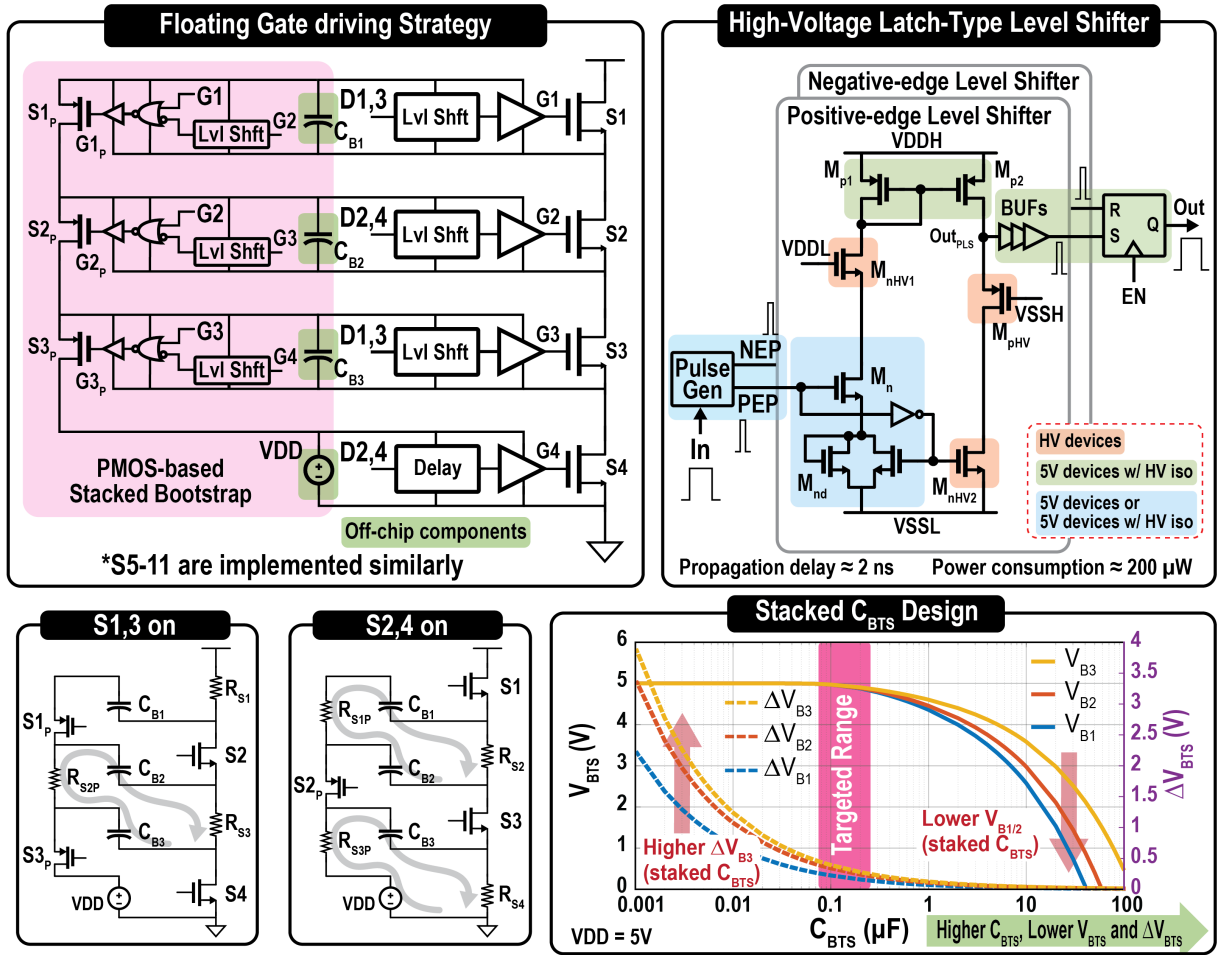 Floating Gate driving Strategy
S1P
G1P
G1
Lvl Shft
G2
CB1
D1,3
Lvl Shft
G1
S1
S2P
G2P
G2
Lvl Shft
G3
CB2
D2,4
Lvl Shft
G2
S2
S3P
G3P
G3
Lvl Shft
G4
CB3
D1,3
Lvl Shft
G3
S3
PMOS-based
Stacked Bootstrap
VDD
D2,4
Delay
G4
S4
Off-chip components
*S5-11 are implemented similarly
High-Voltage Latch-Type Level Shifter
Negative-edge Level Shifter
Positive-edge Level Shifter
VDDH
Mp1
Mp2
VDDL
MnHV1
OutPLS
BUFs
R
S
Q
Out
EN
VSSH
MpHV
Pulse
Gen
NEP
PEP
In
Mn
Mnd
MnHV2
VSSL
HV devices
5V devices w/ HV iso
5V devices or
5V devices w/ HV iso
Propagation delay ≈ 2 ns
Power consumption ≈ 200 µW
S1,3 on
RS1
CB1
S1P
S2
CB2
RS2P
RS3
CB3
S3P
S4
VDD
S2,4 on
S1
CB1
RS1P
RS2
CB2
S2P
S3
CB3
RS3P
RS4
VDD
Stacked CBTS Design
VBTS (V)
6
5
4
3
2
1
0
ΔVB3
ΔVB2
ΔVB1
Targeted Range
VB3
VB2
VB1
Higher ΔVB3
(staked CBTS)
Lower VB1/2
(staked CBTS)
4
3.5
3
2.5
2
1.5
1
0.5
0
ΔVBTS (V)
0.001
0.01
0.1
1
10
100
VDD = 5V
CBTS (µF)
Higher CBTS, Lower VBTS and ΔVBTS